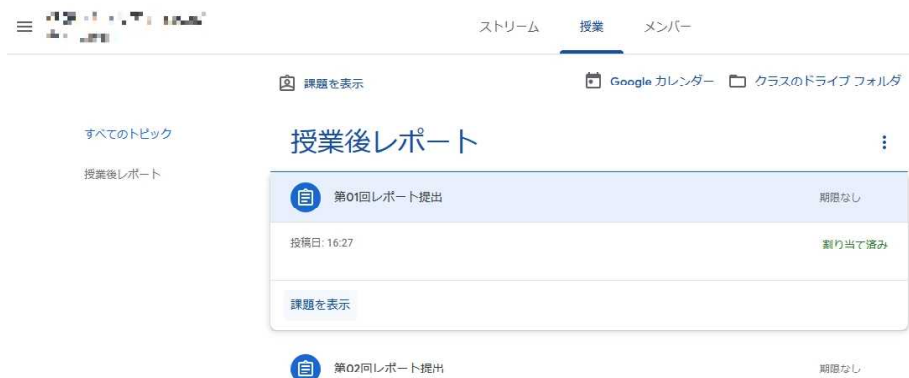 ストリーム 授業 メンバー
課題を表示 Google カレンダー クラスのドライブ フォルダ
すべてのトピック
授業後レポート
授業後レポート
第01回レポート提出 期限なし
投稿日: 16:27 割り当て済み
課題を表示
第02回レポート提出 期限なし